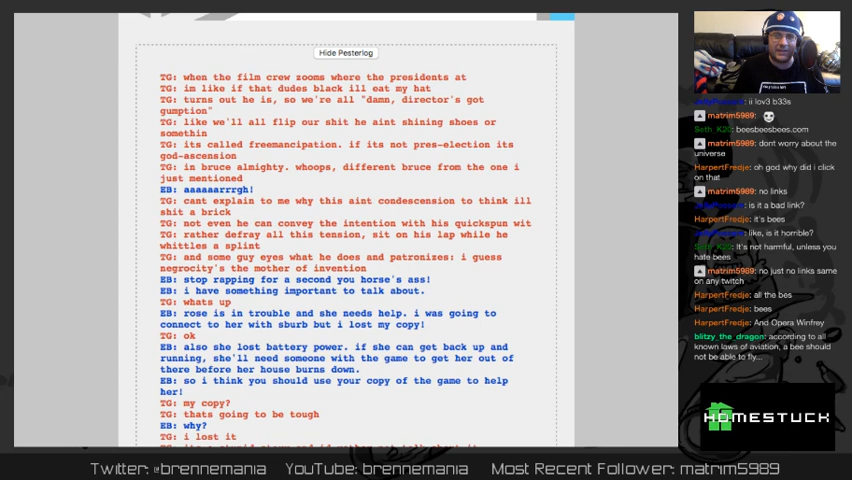 Hide Pesterlog
TG: when the film crew zooms where the presidents at
TG: im like if that dudes black ill eat my hat
TG: turns out he is, so we're all "damn, director's got
gumption"
TG: like we'll all flip our shit he aint shining shoes or
somethin
TG: its called freemancipation. if its not pres-election its
god-ascension
TG: in bruce almighty. whoops, different bruce from the one i
just mentioned
EB: aaaaaarrrgh!
TG: cant explain to me why this aint condescension to think ill
shit a brick
TG: not even he can convey the intention with his quickspun wit
TG: rather defray all this tension, sit on his lap while he
whittles a splint
TG: and some guy eyes what he does and patronizes: i guess
negrocity's the mother of invention
EB: stop rapping for a second you horse's ass!
EB: i have something important to talk about.
TG: whats up
EB: rose is in trouble and she needs help. i was going to
connect to her with sburb but i lost my copy!
TG: ok
EB: also she lost battery power. if she can get back up and
running, she'll need someone with the game to get her out of
there before her house burns down.
EB: so i think you should use your copy of the game to help
her!
TG: my copy?
TG: thats going to be tough
EB: why?
TG: i lost it
: ii lov3 b33s
matrim5989:
Seth_K20: beesbeesbees.com
matrim5989: dont worry about the
universe
HarpertFredje: oh god why did i click
on that
matrim5989: no links
: is it a bad link?
HarpertFredje: it's bees
: like, is it horrible?
Seth_K20: It's not harmful, unless you
hate bees
matrim5989: no just no links same
on any twitch
HarpertFredje: all the bes
HarpertFredje: bees
HarpertFredje: And Opera Winfrey
blitzy_the_dragon: according to all
known laws of aviation, a bee should
not be able to fly...
HOMESTUCK
Twitter: @brennemania YouTube: brennemania Most Recent Follower: matrim5989